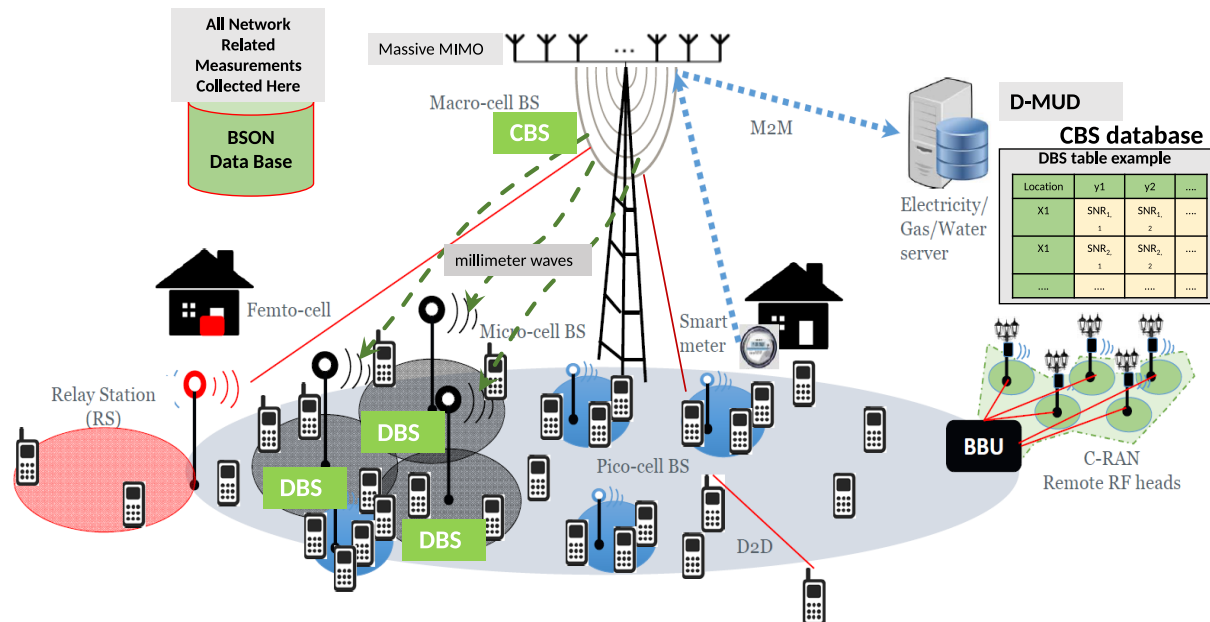 All Network
Related
Measurements
Collected Here
BSON
Data Base
Massive MIMO
...
Macro-cell BS
CBS
M2M
D-MUD
CBS database
DBS table example
Location y1 y2 ....
X1 SNR1,1 SNR1,2 ....
X1 SNR2,1 SNR2,2 ....
.... .... .... ....
Electricity/
Gas/Water
server
millimeter waves
Femto-cell
Micro-cell BS
Smart
meter
Relay Station
(RS)
DBS
DBS
DBS
Pico-cell BS
D2D
BBU
C-RAN
Remote RF heads